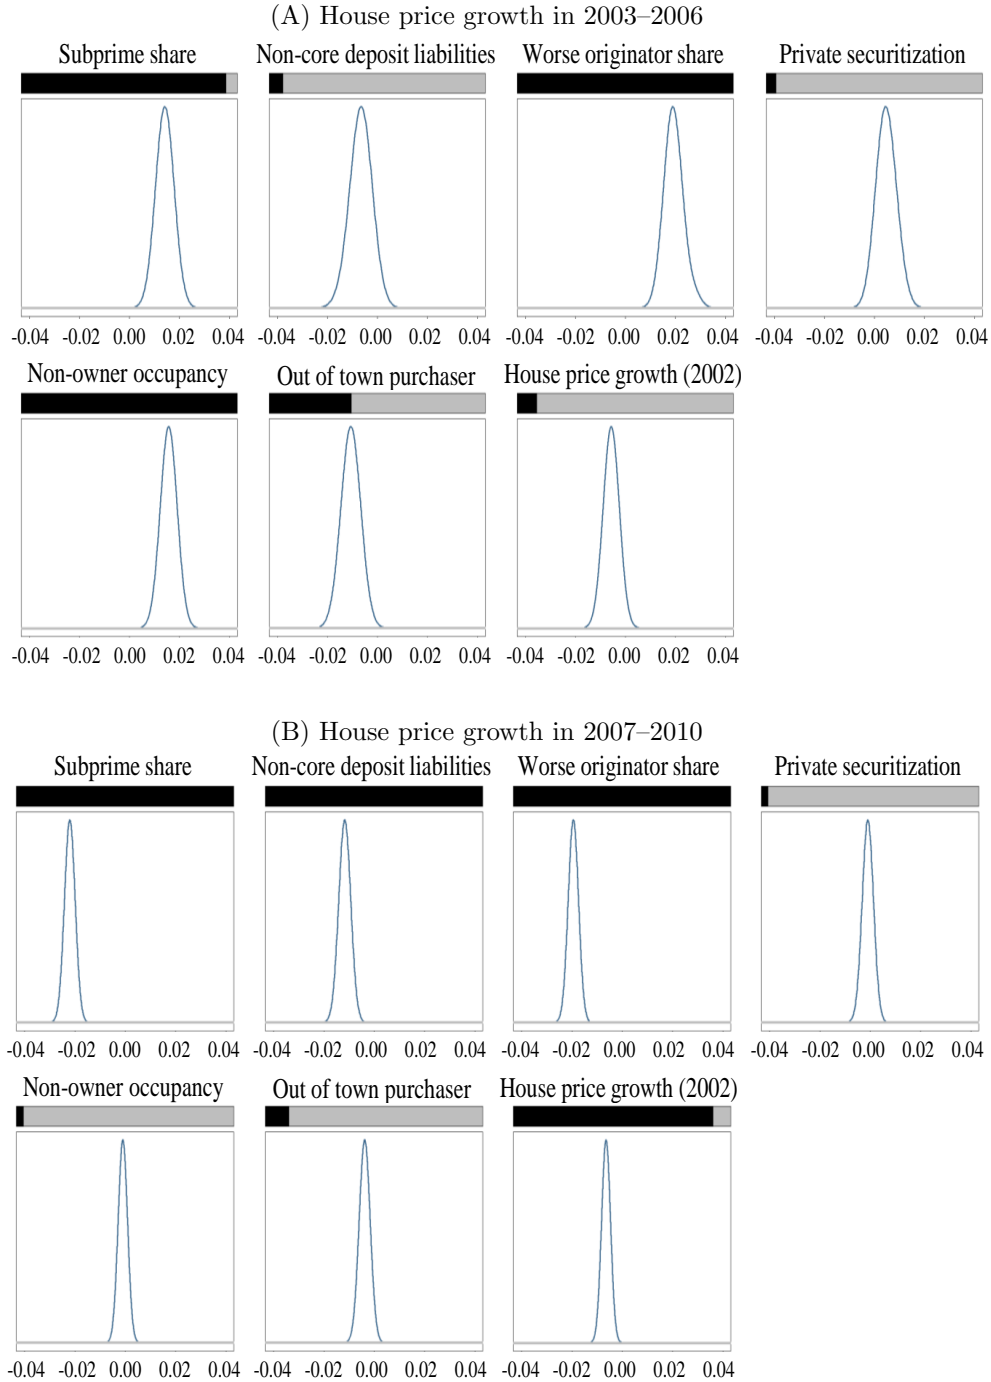 (A) House price growth in 2003–2006
Subprime share Non-core deposit liabilities Worse originator share Private securitization
-0.04 -0.02 0.00 0.02 0.04 -0.04 -0.02 0.00 0.02 0.04 -0.04 -0.02 0.00 0.02 0.04 -0.04 -0.02 0.00 0.02 0.04
Non-owner occupancy Out of town purchaser House price growth (2002)
-0.04 -0.02 0.00 0.02 0.04 -0.04 -0.02 0.00 0.02 0.04 -0.04 -0.02 0.00 0.02 0.04
(B) House price growth in 2007–2010
Subprime share Non-core deposit liabilities Worse originator share Private securitization
-0.04 -0.02 0.00 0.02 0.04 -0.04 -0.02 0.00 0.02 0.04 -0.04 -0.02 0.00 0.02 0.04 -0.04 -0.02 0.00 0.02 0.04
Non-owner occupancy Out of town purchaser House price growth (2002)
-0.04 -0.02 0.00 0.02 0.04 -0.04 -0.02 0.00 0.02 0.04 -0.04 -0.02 0.00 0.02 0.04